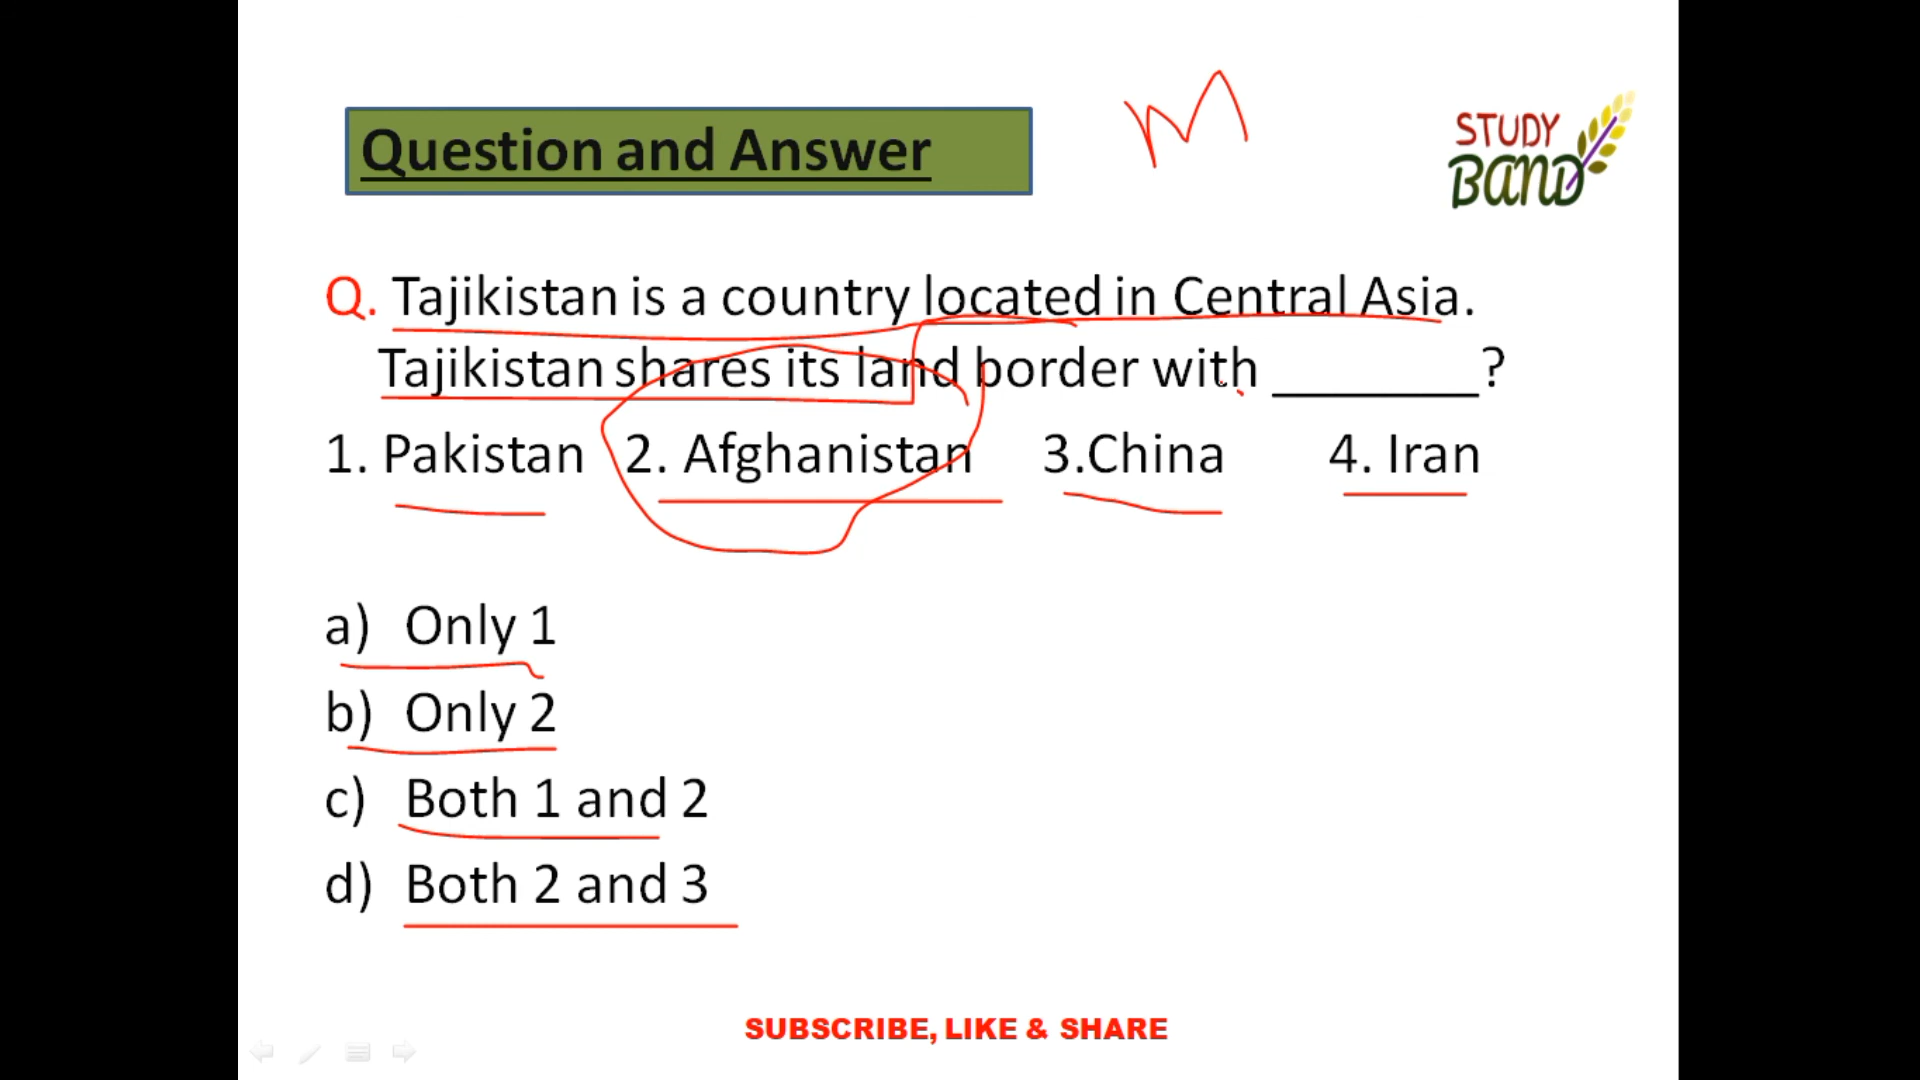 Question and Answer
M
STUDY
BAND
Q. Tajikistan is a country located in Central Asia.
Tajikistan shares its land border with ________?
1. Pakistan 2. Afghanistan 3.China 4. Iran
a) Only 1
b) Only 2
c) Both 1 and 2
d) Both 2 and 3
SUBSCRIBE, LIKE & SHARE